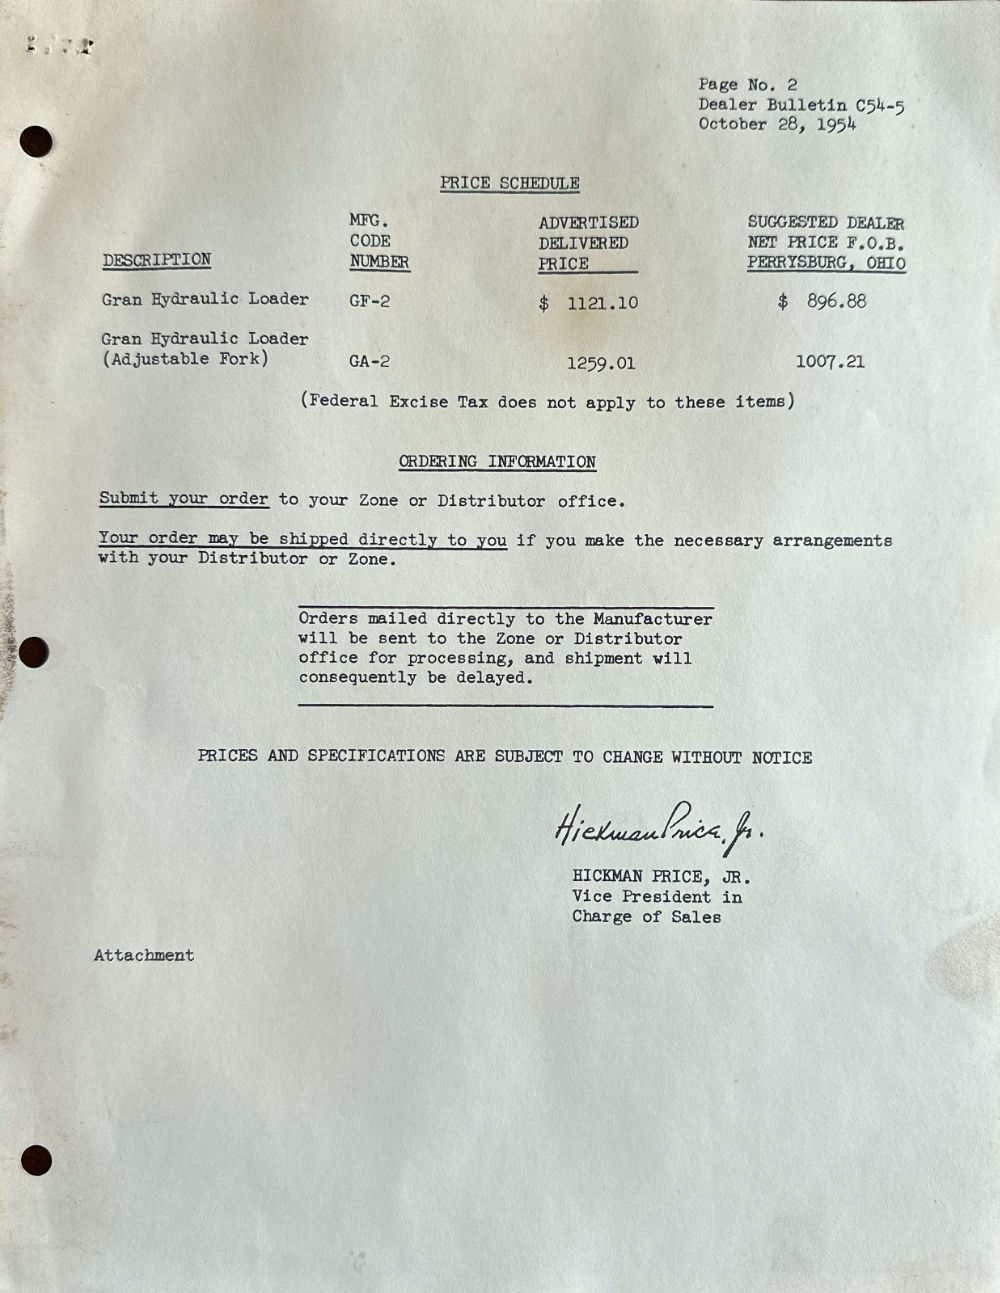 Page No. 2
Dealer Bulletin C54-5
October 28, 1954
PRICE SCHEDULE
DESCRIPTION MFG. CODE NUMBER ADVERTISED DELIVERED PRICE SUGGESTED DEALER NET PRICE F.O.B. PERRYSBURG, OHIO
Gran Hydraulic Loader GF-2 $ 1121.10 $ 896.88
Gran Hydraulic Loader
(Adjustable Fork) GA-2 1259.01 1007.21
(Federal Excise Tax does not apply to these items)
ORDERING INFORMATION
Submit your order to your Zone or Distributor office.
Your order may be shipped directly to you if you make the necessary arrangements
with your Distributor or Zone.
Orders mailed directly to the Manufacturer
will be sent to the Zone or Distributor
office for processing, and shipment will
consequently be delayed.
PRICES AND SPECIFICATIONS ARE SUBJECT TO CHANGE WITHOUT NOTICE
Hickman Price, Jr.
HICKMAN PRICE, JR.
Vice President in
Charge of Sales
Attachment